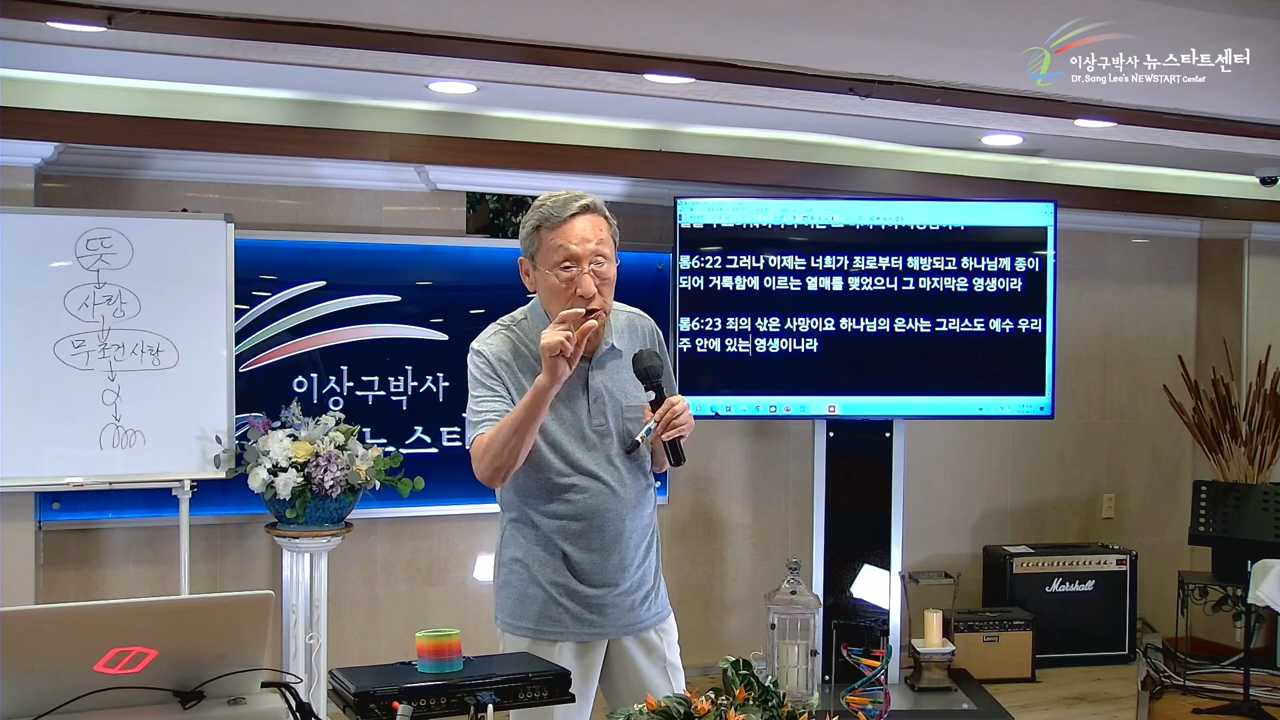 이상구박사 뉴스타트센터
Dr. Sang Lee's NEWSTART Center
뜻
사랑
무조건사랑
이상구박사
뉴스타
롬6:22 그러나 이제는 너희가 죄로부터 해방되고 하나님께 종이
되어 거룩함에 이르는 열매를 맺었으니 그 마지막은 영생이라
롬6:23 죄의 삯은 사망이요 하나님의 은사는 그리스도 예수 우리
주 안에 있는 영생이니라
Marshall
Laney